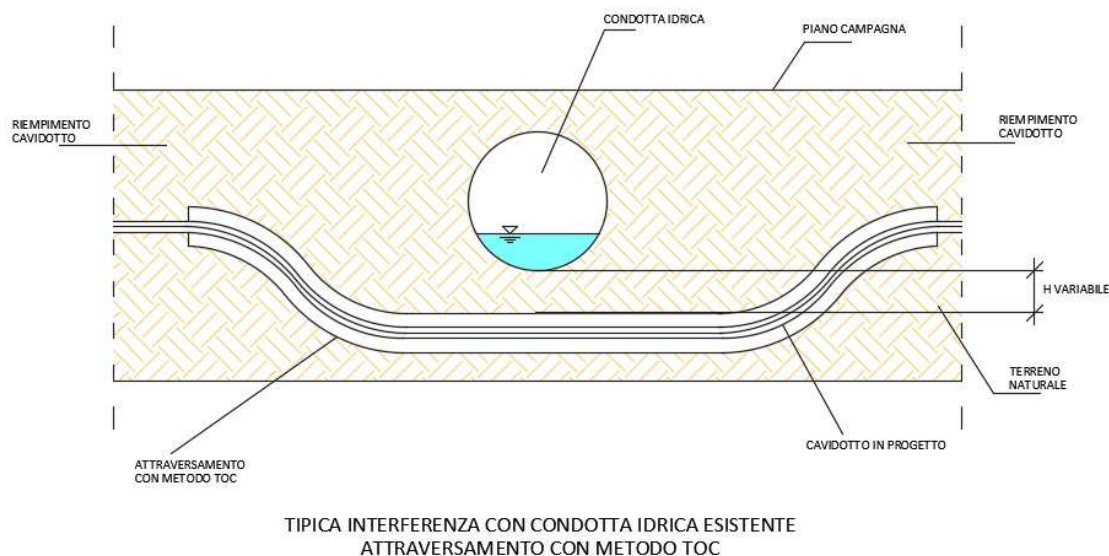 CONDOTTA IDRICA
PIANO CAMPAGNA
RIEMPIMENTO
CAVIDOTTO
RIEMPIMENTO
CAVIDOTTO
H VARIABILE
TERRENO
NATURALE
CAVIDOTTO IN PROGETTO
ATTRAVERSAMENTO
CON METODO TOC
TIPICA INTERFERENZA CON CONDOTTA IDRICA ESISTENTE
ATTRAVERSAMENTO CON METODO TOC